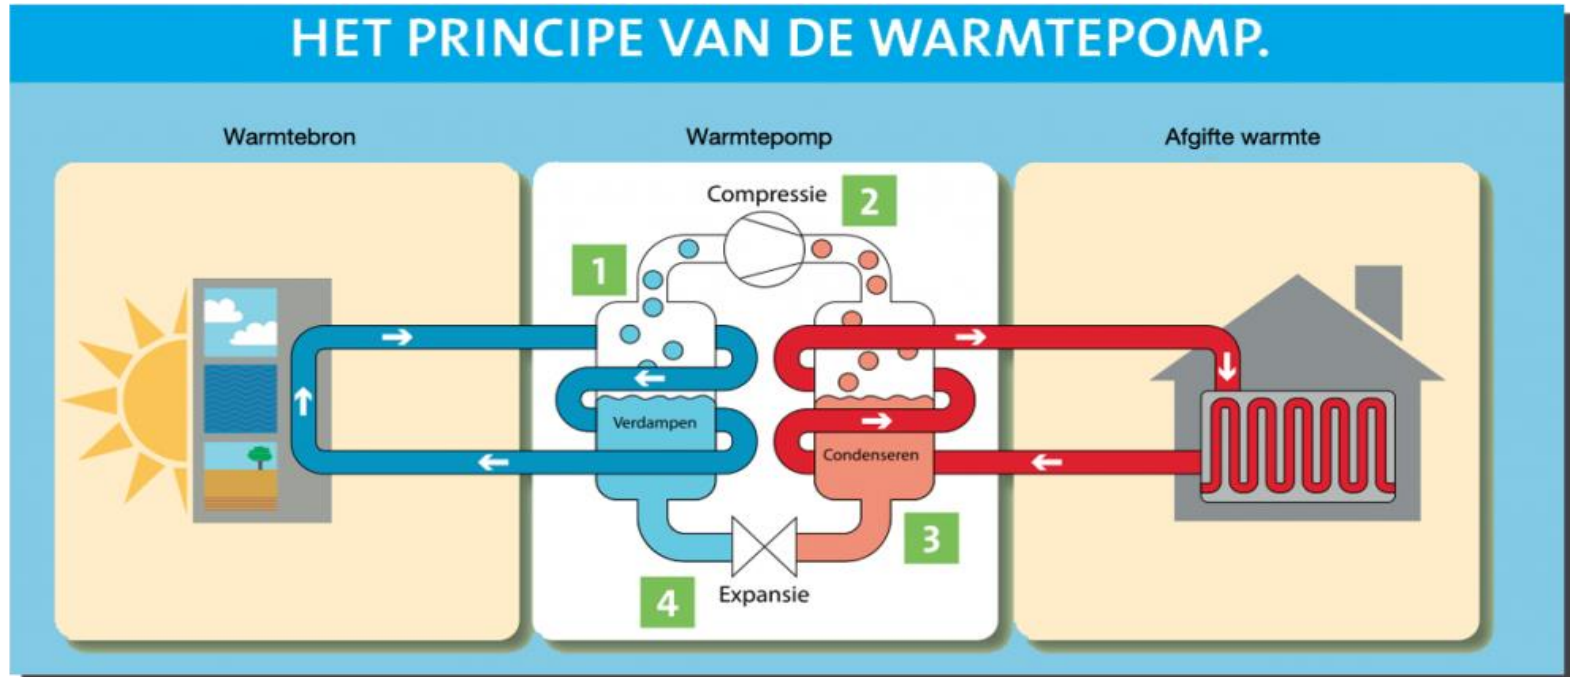 HET PRINCIPE VAN DE WARMTEPOMP.
Warmtebron
Warmtepomp
Afgifte warmte
Compressie
2
1
Verdampen
Condenseren
3
4
Expansie